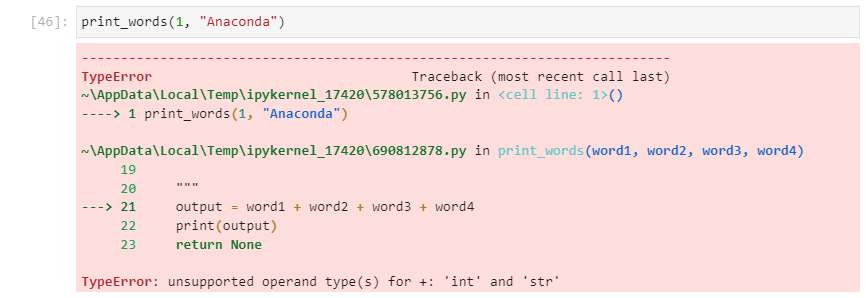 [46]: print_words(1, "Anaconda")
---------------------------------------------------------------------------
TypeError                                 Traceback (most recent call last)
~\AppData\Local\Temp\ipykernel_17420\578013756.py in <cell line: 1>()
----> 1 print_words(1, "Anaconda")
~\AppData\Local\Temp\ipykernel_17420\690812878.py in print_words(word1, word2, word3, word4)
     19
     20     """
---> 21     output = word1 + word2 + word3 + word4
     22     print(output)
     23     return None
TypeError: unsupported operand type(s) for +: 'int' and 'str'